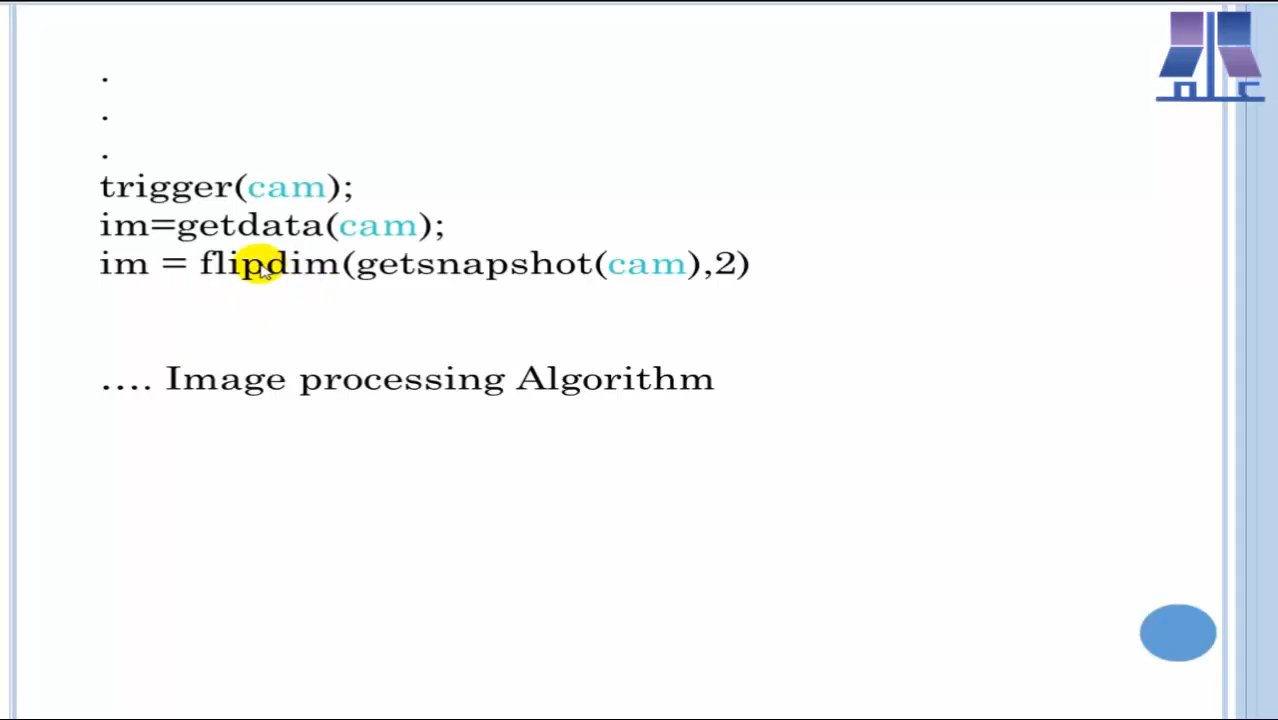 .
.
.
trigger(cam);
im=getdata(cam);
im = flipdim(getsnapshot(cam),2)
.... Image processing Algorithm